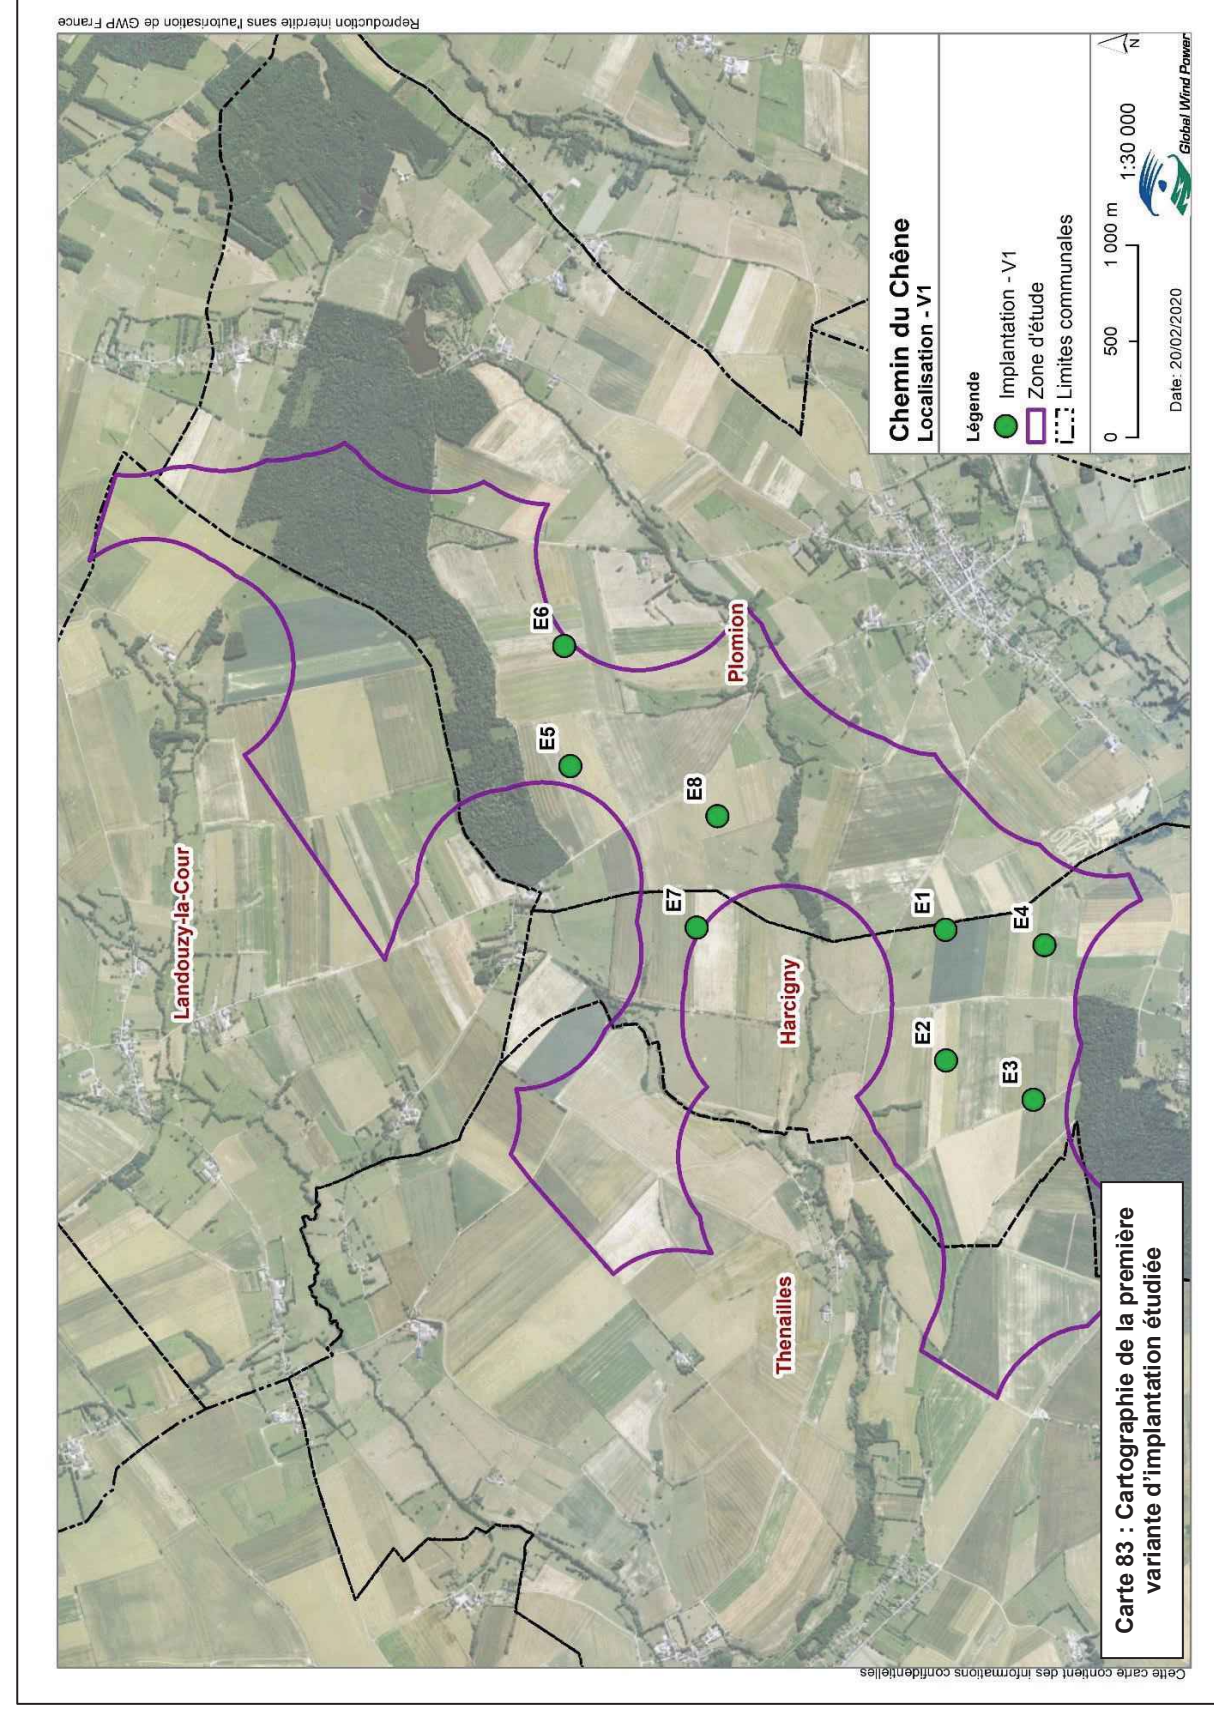 Reproduction interdite sans l'autorisation de GWP France
Landouzy-la-Cour
E6
E5
Plomion
E8
E7
Harcigny
E1
E4
E2
E3
Thenailles
Chemin du Chêne
Localisation - V1
Légende
Implantation - V1
Zone d'étude
Limites communales
0 500 1 000 m
1:30 000
N
Date: 20/02/2020
Global Wind Power
Carte 83 : Cartographie de la première
variante d'implantation étudiée
Cette carte contient des informations confidentielles